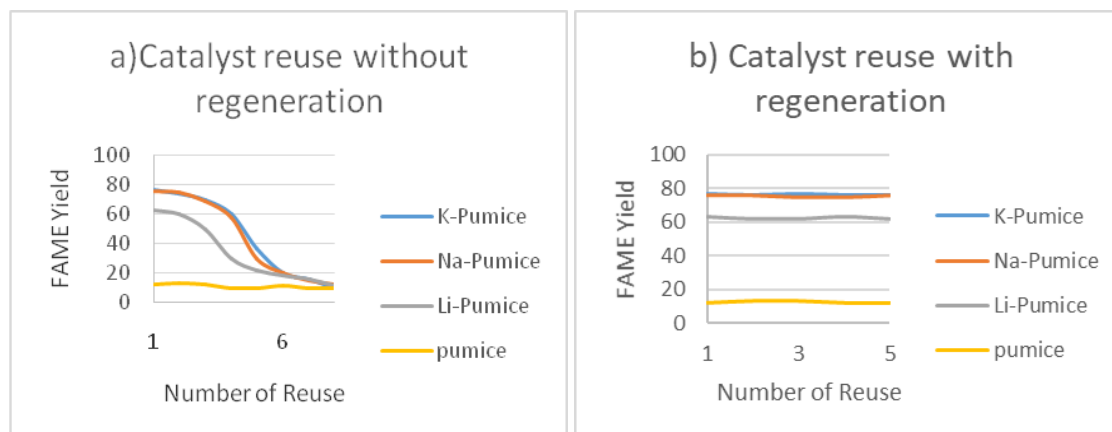 a)Catalyst reuse without
regeneration
FAME Yield
100
80
60
40
20
0
1
6
Number of Reuse
K-Pumice
Na-Pumice
Li-Pumice
pumice
b) Catalyst reuse with
regeneration
FAME Yield
100
80
60
40
20
0
1
3
5
Number of Reuse
K-Pumice
Na-Pumice
Li-Pumice
pumice